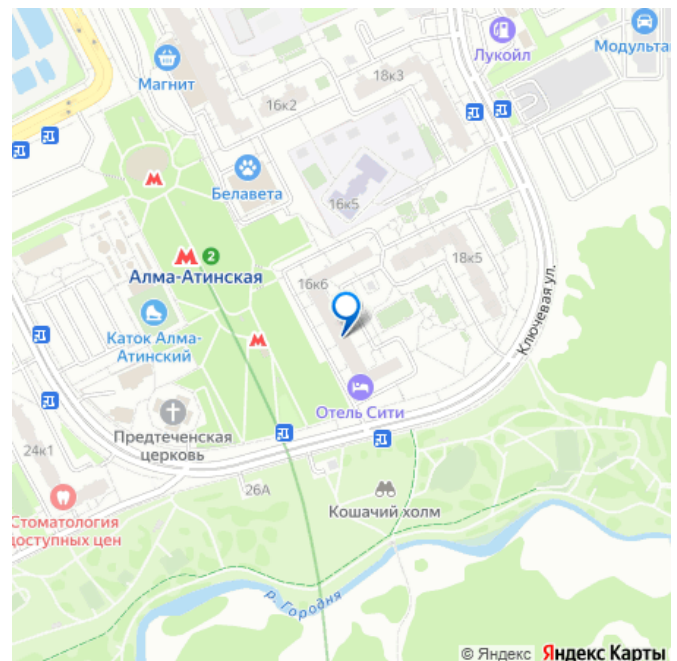 Лукойл
Модульта
Магнит
18к3
16к2
Белавета
16к5
2
Алма-Атинская
16к6
18к5
Каток Алма-
Атинский
Ключевая ул.
Отель Сити
Предтеченская
церковь
24к1
26А
Кошачий холм
Стоматология
доступных цен
р. Городня
© Яндекс Яндекс Карты